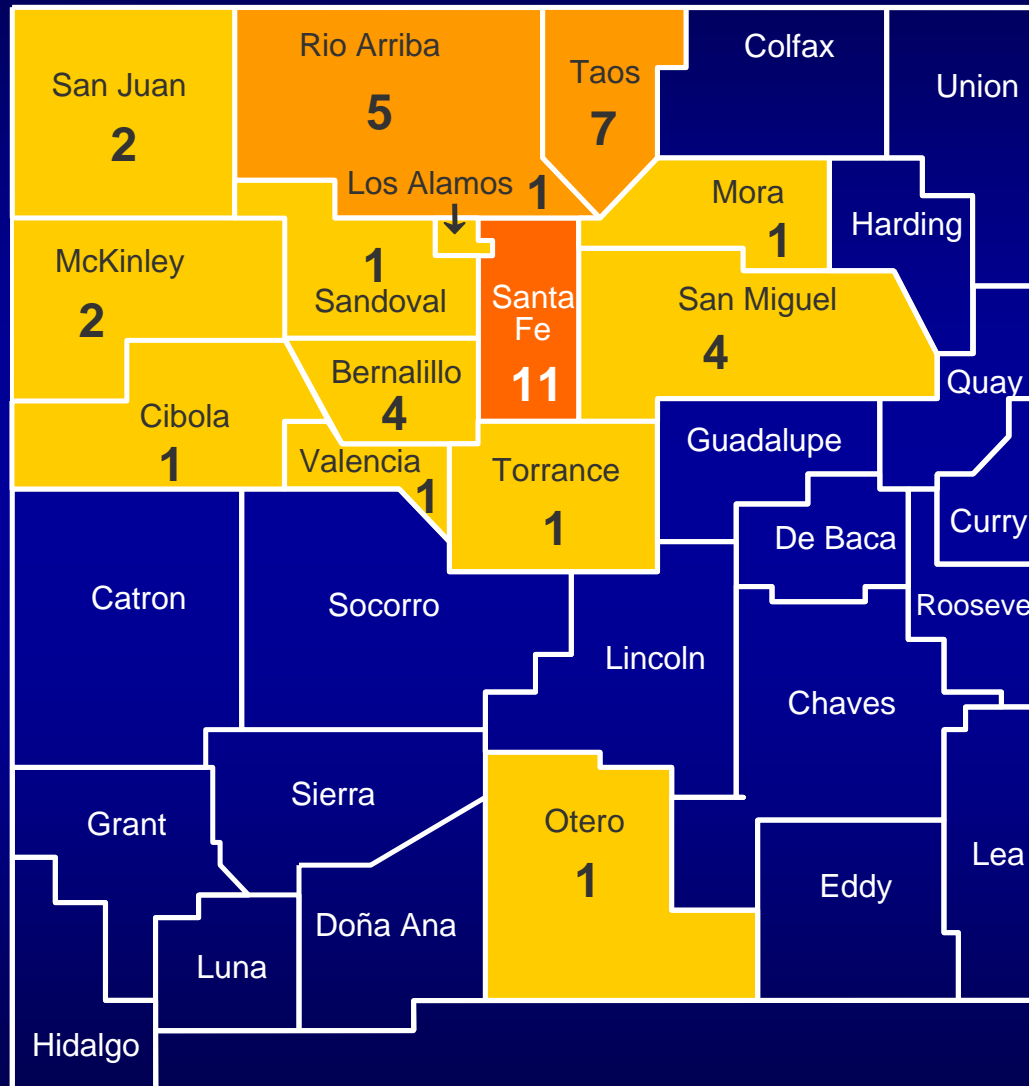 Rio Arriba
5
Taos
7
Colfax
San Juan
2
Union
Los Alamos
1
Mora
1
Harding
McKinley
2
1
Sandoval
Santa
Fe
11
San Miguel
4
Bernalillo
4
Quay
Cibola
1
Guadalupe
Valencia
1
Torrance
1
De Baca
Curry
Catron
Socorro
Rooseve
Lincoln
Chaves
Sierra
Grant
Otero
1
Lea
Eddy
Doña Ana
Luna
Hidalgo